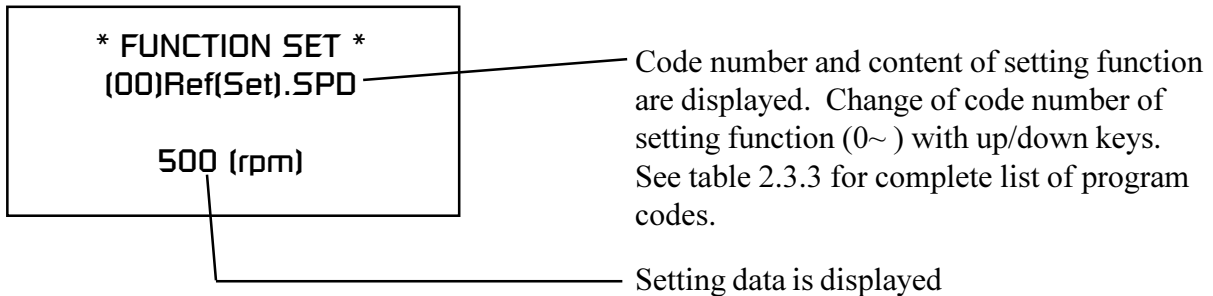 * FUNCTION SET *
(00)Ref(Set).SPD
500 (rpm)
Code number and content of setting function
are displayed.  Change of code number of
setting function (0~ ) with up/down keys.
See table 2.3.3 for complete list of program
codes.
Setting data is displayed